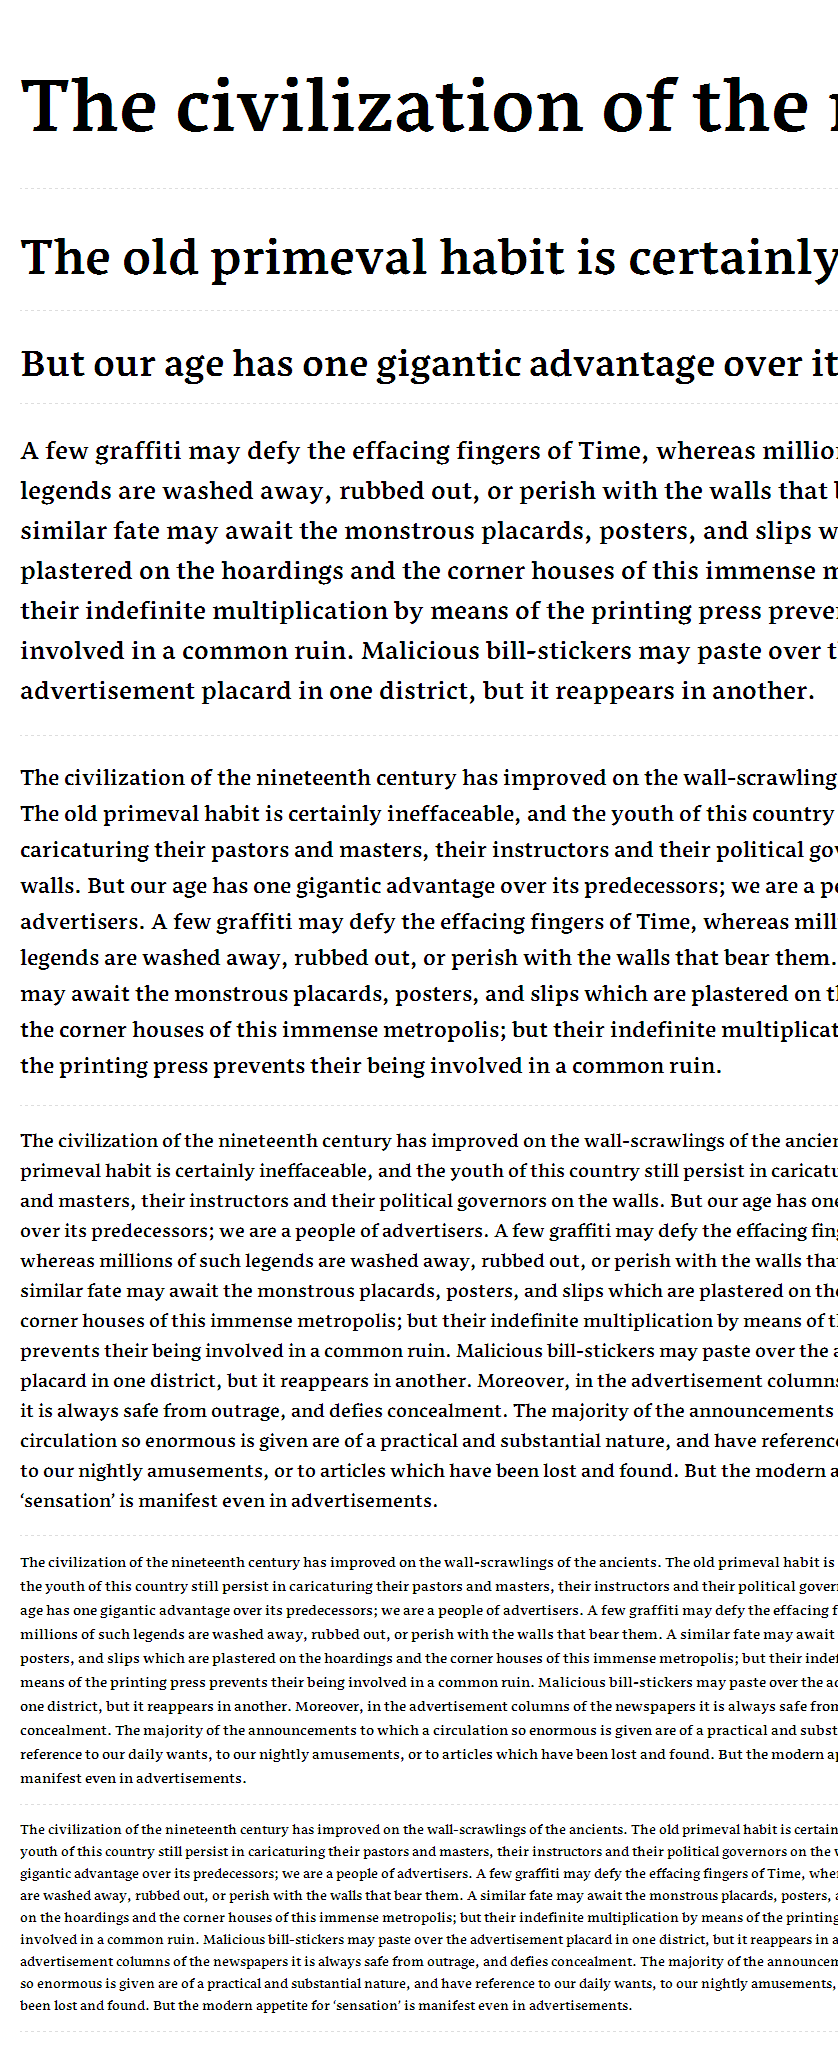 The civilization of the
The old primeval habit is certainly
But our age has one gigantic advantage over it
A few graffiti may defy the effacing fingers of Time, whereas million
legends are washed away, rubbed out, or perish with the walls that
similar fate may await the monstrous placards, posters, and slips w
plastered on the hoardings and the corner houses of this immense m
their indefinite multiplication by means of the printing press preve
involved in a common ruin. Malicious bill-stickers may paste over t
advertisement placard in one district, but it reappears in another.
The civilization of the nineteenth century has improved on the wall-scrawling
The old primeval habit is certainly ineffaceable, and the youth of this country
caricaturing their pastors and masters, their instructors and their political gov
walls. But our age has one gigantic advantage over its predecessors; we are a pe
advertisers. A few graffiti may defy the effacing fingers of Time, whereas mill
legends are washed away, rubbed out, or perish with the walls that bear them.
may await the monstrous placards, posters, and slips which are plastered on t
the corner houses of this immense metropolis; but their indefinite multiplicat
the printing press prevents their being involved in a common ruin.
The civilization of the nineteenth century has improved on the wall-scrawlings of the ancien
primeval habit is certainly ineffaceable, and the youth of this country still persist in caricatu
and masters, their instructors and their political governors on the walls. But our age has one
over its predecessors; we are a people of advertisers. A few graffiti may defy the effacing fing
whereas millions of such legends are washed away, rubbed out, or perish with the walls tha
similar fate may await the monstrous placards, posters, and slips which are plastered on the
corner houses of this immense metropolis; but their indefinite multiplication by means of t
prevents their being involved in a common ruin. Malicious bill-stickers may paste over the a
placard in one district, but it reappears in another. Moreover, in the advertisement columns
it is always safe from outrage, and defies concealment. The majority of the announcements
circulation so enormous is given are of a practical and substantial nature, and have referenc
to our nightly amusements, or to articles which have been lost and found. But the modern a
‘sensation’ is manifest even in advertisements.
The civilization of the nineteenth century has improved on the wall-scrawlings of the ancients. The old primeval habit is
the youth of this country still persist in caricaturing their pastors and masters, their instructors and their political gover
age has one gigantic advantage over its predecessors; we are a people of advertisers. A few graffiti may defy the effacing f
millions of such legends are washed away, rubbed out, or perish with the walls that bear them. A similar fate may await
posters, and slips which are plastered on the hoardings and the corner houses of this immense metropolis; but their indef
means of the printing press prevents their being involved in a common ruin. Malicious bill-stickers may paste over the ad
one district, but it reappears in another. Moreover, in the advertisement columns of the newspapers it is always safe from
concealment. The majority of the announcements to which a circulation so enormous is given are of a practical and subst
reference to our daily wants, to our nightly amusements, or to articles which have been lost and found. But the modern ap
manifest even in advertisements.
The civilization of the nineteenth century has improved on the wall-scrawlings of the ancients. The old primeval habit is certain
youth of this country still persist in caricaturing their pastors and masters, their instructors and their political governors on the w
gigantic advantage over its predecessors; we are a people of advertisers. A few graffiti may defy the effacing fingers of Time, wher
are washed away, rubbed out, or perish with the walls that bear them. A similar fate may await the monstrous placards, posters, a
on the hoardings and the corner houses of this immense metropolis; but their indefinite multiplication by means of the printing
involved in a common ruin. Malicious bill-stickers may paste over the advertisement placard in one district, but it reappears in a
advertisement columns of the newspapers it is always safe from outrage, and defies concealment. The majority of the announcem
so enormous is given are of a practical and substantial nature, and have reference to our daily wants, to our nightly amusements,
been lost and found. But the modern appetite for ‘sensation’ is manifest even in advertisements.